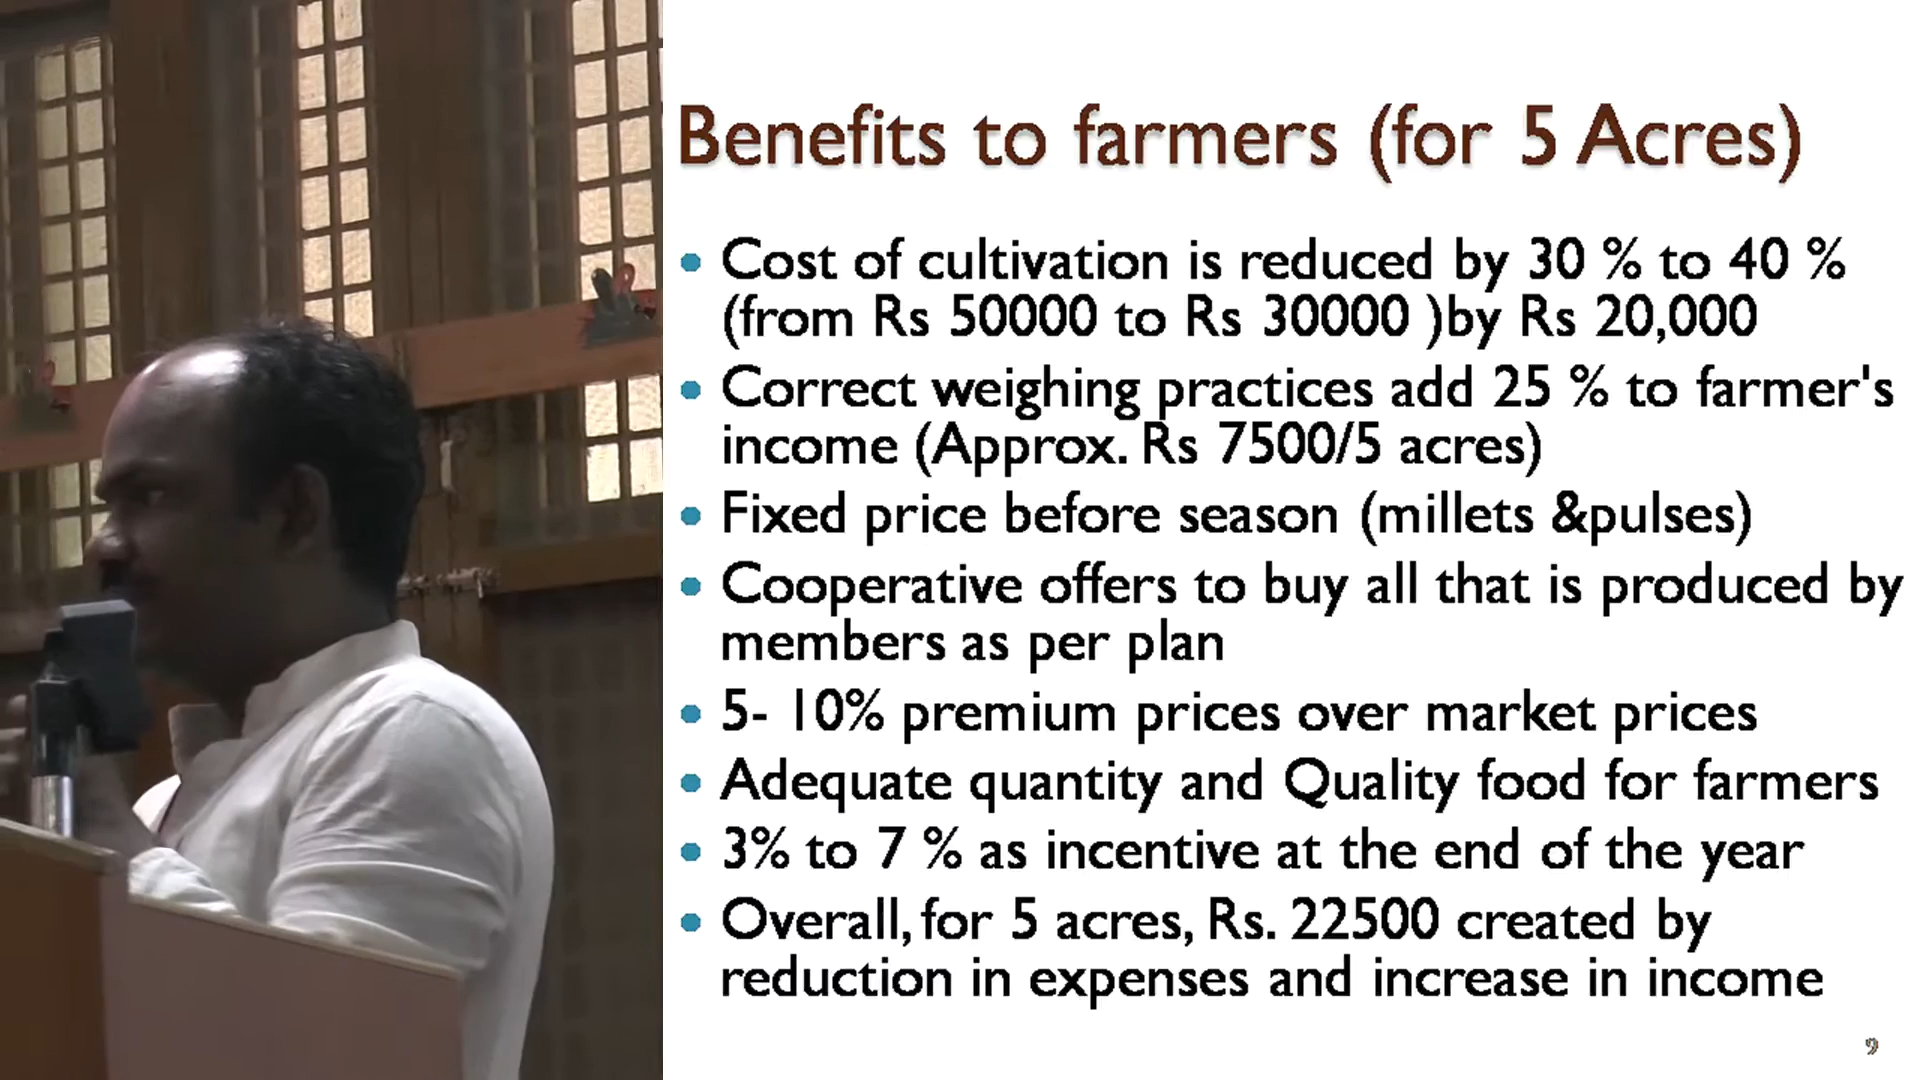 Benefits to farmers (for 5 Acres)
Cost of cultivation is reduced by 30 % to 40 %
(from Rs 50000 to Rs 30000 )by Rs 20,000
Correct weighing practices add 25 % to farmer's
income (Approx. Rs 7500/5 acres)
Fixed price before season (millets &pulses)
Cooperative offers to buy all that is produced by
members as per plan
5- 10% premium prices over market prices
Adequate quantity and Quality food for farmers
3% to 7 % as incentive at the end of the year
Overall, for 5 acres, Rs. 22500 created by
reduction in expenses and increase in income
9